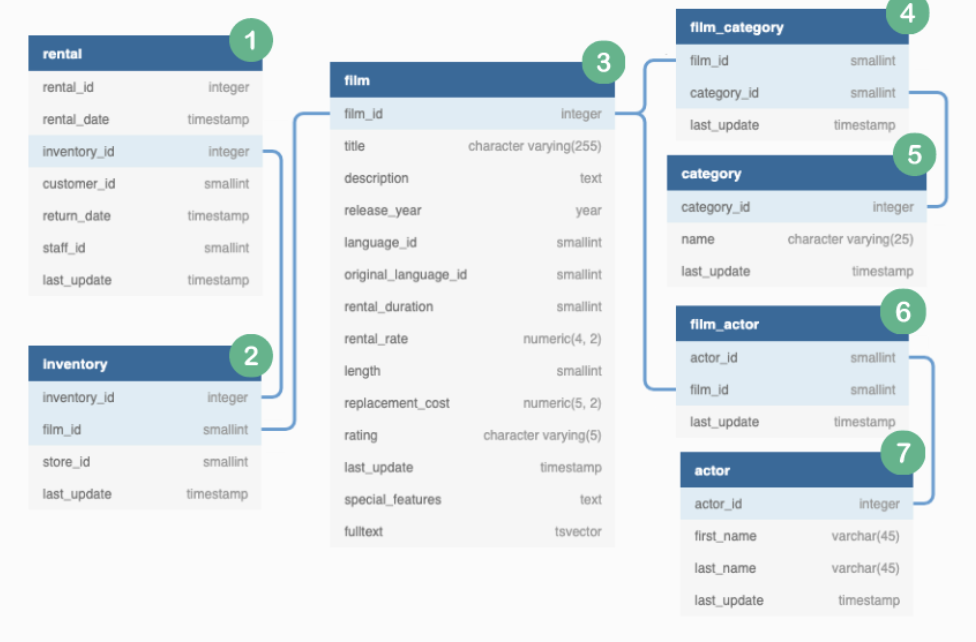 1
rental
rental_id integer
rental_date timestamp
inventory_id integer
customer_id smallint
return_date timestamp
staff_id smallint
last_update timestamp
2
inventory
inventory_id integer
film_id smallint
store_id smallint
last_update timestamp
3
film
film_id integer
title character varying(255)
description text
release_year year
language_id smallint
original_language_id smallint
rental_duration smallint
rental_rate numeric(4, 2)
length smallint
replacement_cost numeric(5, 2)
rating character varying(5)
last_update timestamp
special_features text
fulltext tsvector
4
film_category
film_id smallint
category_id smallint
last_update timestamp
5
category
category_id integer
name character varying(25)
last_update timestamp
6
film_actor
actor_id smallint
film_id smallint
last_update timestamp
7
actor
actor_id integer
first_name varchar(45)
last_name varchar(45)
last_update timestamp